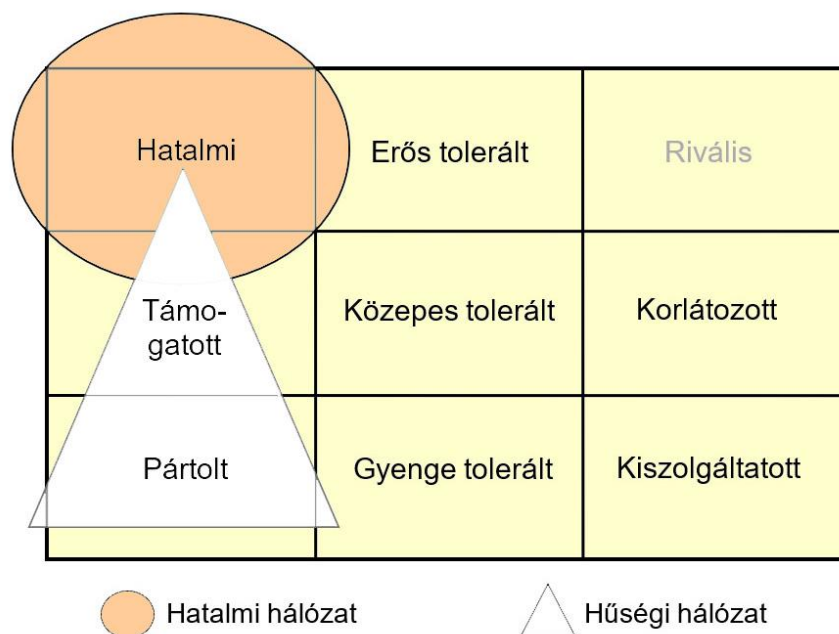 Hatalmi
Erős tolerált
Rivális
Támo-
gatott
Közepes tolerált
Korlátozott
Pártolt
Gyenge tolerált
Kiszolgáltatott
Hatalmi hálózat
Hűségi hálózat